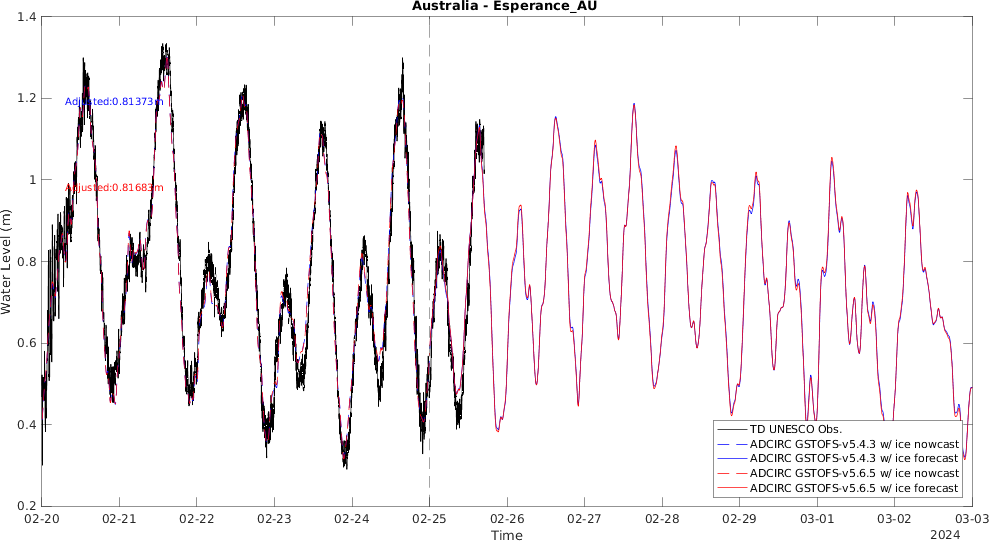 Australia - Esperance_AU
1.4
1.2
1
0.8
0.6
0.4
0.2
Water Level (m)
Adjusted:0.81373m
Adjusted:0.81683m
TD UNESCO Obs.
ADCIRC GSTOFS-v5.4.3 w/ ice nowcast
ADCIRC GSTOFS-v5.4.3 w/ ice forecast
ADCIRC GSTOFS-v5.6.5 w/ ice nowcast
ADCIRC GSTOFS-v5.6.5 w/ ice forecast
02-20 02-21 02-22 02-23 02-24 02-25 02-26 02-27 02-28 02-29 03-01 03-02 03-03
Time
2024